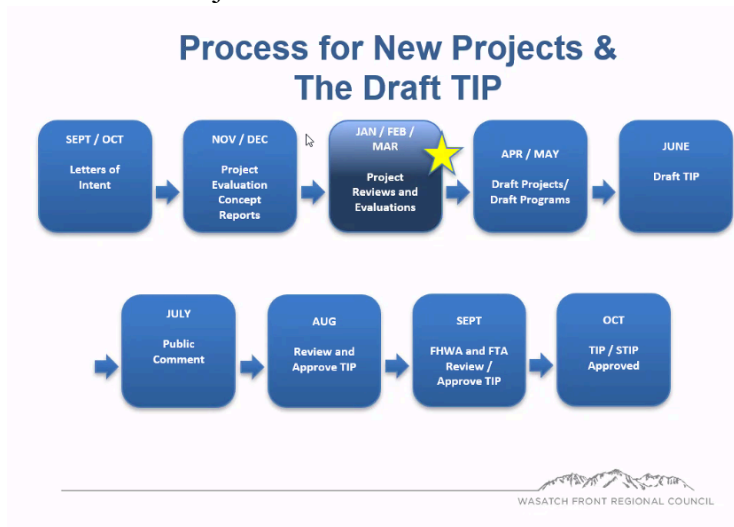 Process for New Projects &
The Draft TIP
SEPT / OCT
Letters of
Intent
NOV / DEC
Project
Evaluation
Concept
Reports
JAN / FEB /
MAR
Project
Reviews and
Evaluations
APR / MAY
Draft Projects/
Draft Programs
JUNE
Draft TIP
JULY
Public
Comment
AUG
Review and
Approve TIP
SEPT
FHWA and FTA
Review /
Approve TIP
OCT
TIP / STIP
Approved
WASATCH FRONT REGIONAL COUNCIL